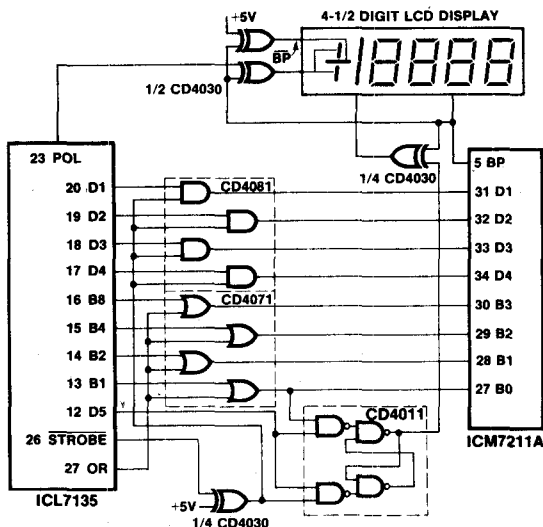 +5V
4-1/2 DIGIT LCD DISPLAY
BP
1/2 CD4030
23 POL
1/4 CD4030
5 BP
20 D1
CD4081
31 D1
19 D2
32 D2
18 D3
33 D3
17 D4
34 D4
16 B8
CD4071
30 B3
15 B4
29 B2
14 B2
28 B1
13 B1
27 B0
12 D5
CD4011
26 STROBE
ICM7211A
27 OR
+5V
ICL7135
1/4 CD4030